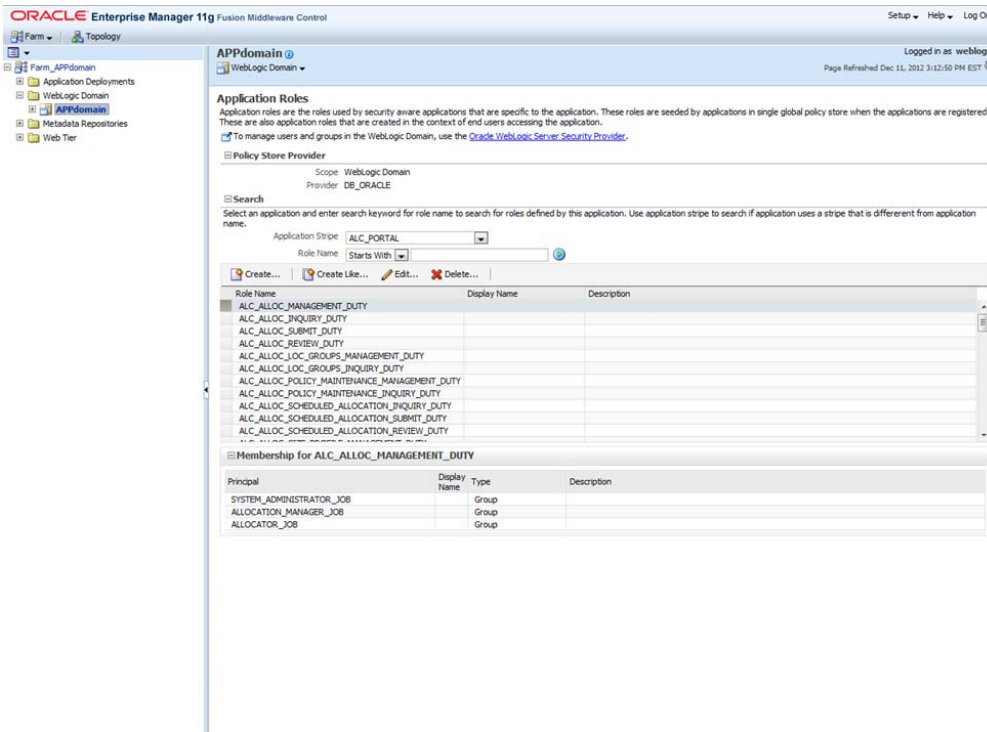 ORACLE Enterprise Manager 11g Fusion Middleware Control
Setup Help Log O
Farm Topology
Farm_APPdomain
Application Deployments
WebLogic Domain
APPdomain
Metadata Repositories
Web Tier
APPdomain
Logged in as weblog
WebLogic Domain
Page Refreshed Dec 11, 2012 3:12:50 PM EST
Application Roles
Application roles are the roles used by security aware applications that are specific to the application. These roles are seeded by applications in single global policy store when the applications are registered
These are also application roles that are created in the context of end users accessing the application.
To manage users and groups in the WebLogic Domain, use the Oracle WebLogic Server Security Provider.
Policy Store Provider
Scope WebLogic Domain
Provider DB_ORACLE
Search
Select an application and enter search keyword for role name to search for roles defined by this application. Use application stripe to search if application uses a stripe that is differerent from application
name.
Application Stripe ALC_PORTAL
Role Name Starts With
Create... Create Like... Edit... Delete...
Role Name Display Name Description
ALC_ALLOC_MANAGEMENT_DUTY
ALC_ALLOC_INQUIRY_DUTY
ALC_ALLOC_SUBMIT_DUTY
ALC_ALLOC_REVIEW_DUTY
ALC_ALLOC_LOC_GROUPS_MANAGEMENT_DUTY
ALC_ALLOC_LOC_GROUPS_INQUIRY_DUTY
ALC_ALLOC_POLICY_MAINTENANCE_MANAGEMENT_DUTY
ALC_ALLOC_POLICY_MAINTENANCE_INQUIRY_DUTY
ALC_ALLOC_SCHEDULED_ALLOCATION_INQUIRY_DUTY
ALC_ALLOC_SCHEDULED_ALLOCATION_SUBMIT_DUTY
ALC_ALLOC_SCHEDULED_ALLOCATION_REVIEW_DUTY
Membership for ALC_ALLOC_MANAGEMENT_DUTY
Principal Display Name Type Description
SYSTEM_ADMINISTRATOR_JOB Group
ALLOCATION_MANAGER_JOB Group
ALLOCATOR_JOB Group